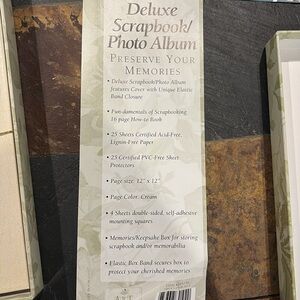 Deluxe
Scrapbook/
Photo Album
PRESERVE YOUR
MEMORIES
• Deluxe Scrapbook/Photo Album
features Cover with Unique Elastic
Band Closure
• Fun-damentals of Scrapbooking
16 page How-to Book
• 25 Sheets Certified Acid-Free,
Lignin-Free Paper
• 25 Certified PVC-Free Sheet
Protectors
• Page size: 12" x 12"
• Page Color: Cream
• 4 Sheets double-sided, self-adhesive
mounting squares
• Memories/Keepsake Box for storing
scrapbook and/or memorabilia
• Elastic Box Band secures box to
protect your cherished memories